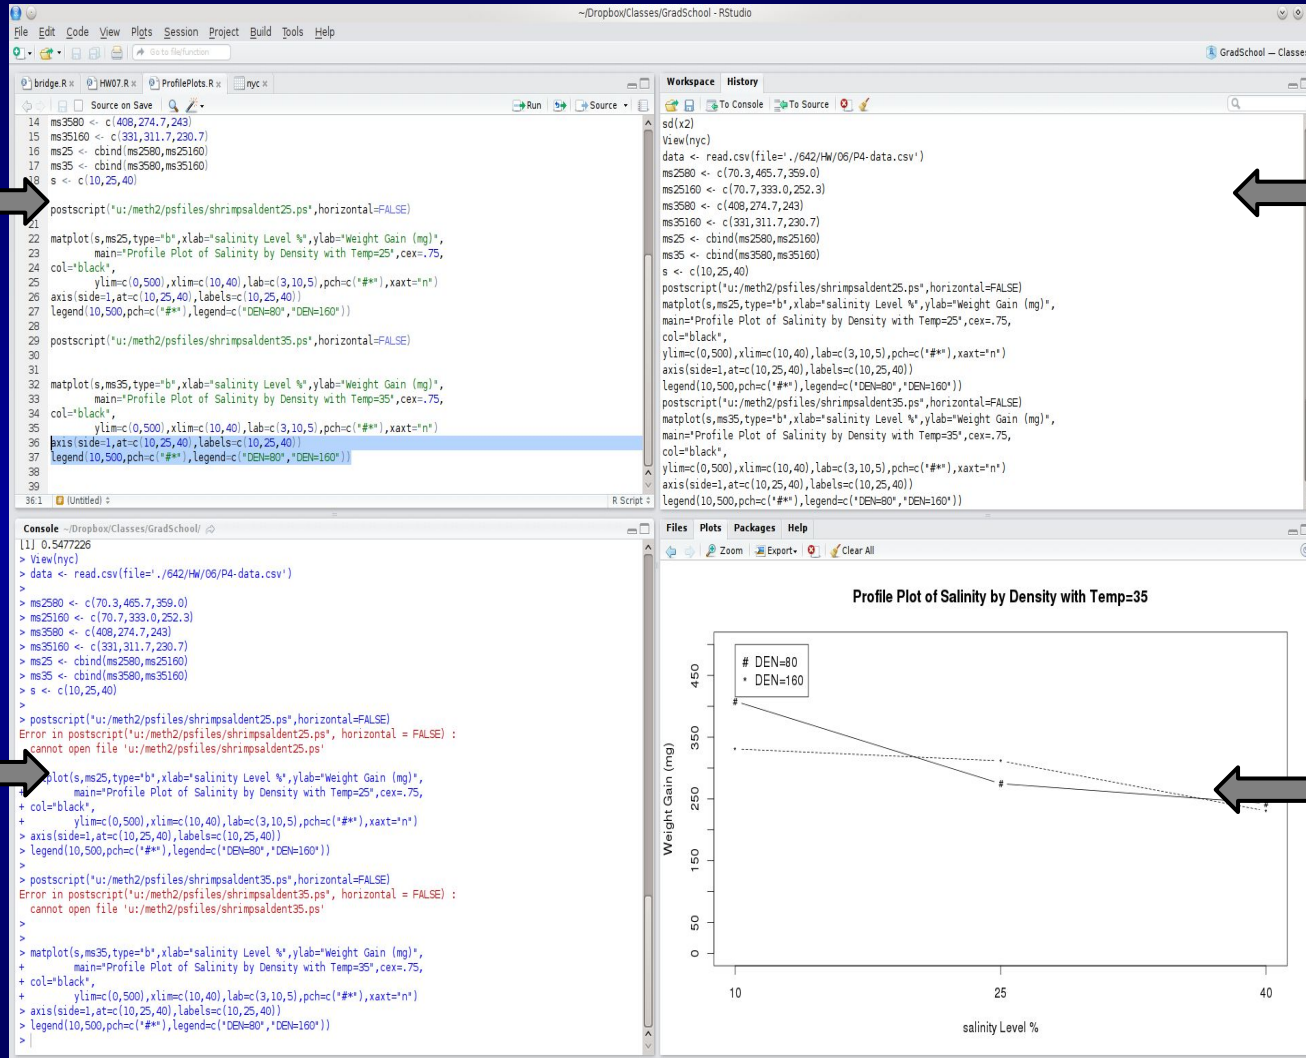 ~/Dropbox/Classes/GradSchool - RStudio
File Edit Code View Plots Session Project Build Tools Help
Go to file/function
GradSchool — Classes
bridge.R × HW07.R × ProfilePlots.R × nyc ×
Source on Save Run Source
14 ms3580 <- c(408,274.7,243)
15 ms35160 <- c(331,311.7,230.7)
16 ms25 <- cbind(ms2580,ms25160)
17 ms35 <- cbind(ms3580,ms35160)
18 s <- c(10,25,40)
postscript("u:/meth2/psfiles/shrimpsaldent25.ps",horizontal=FALSE)
21
22 matplot(s,ms25,type="b",xlab="salinity Level %",ylab="Weight Gain (mg)",
23 main="Profile Plot of Salinity by Density with Temp=25",cex=.75,
24 col="black",
25 ylim=c(0,500),xlim=c(10,40),lab=c(3,10,5),pch=c("#*"),xaxt="n")
26 axis(side=1,at=c(10,25,40),labels=c(10,25,40))
27 legend(10,500,pch=c("#*"),legend=c("DEN=80","DEN=160"))
28
29 postscript("u:/meth2/psfiles/shrimpsaldent35.ps",horizontal=FALSE)
30
31
32 matplot(s,ms35,type="b",xlab="salinity Level %",ylab="Weight Gain (mg)",
33 main="Profile Plot of Salinity by Density with Temp=35",cex=.75,
34 col="black",
35 ylim=c(0,500),xlim=c(10,40),lab=c(3,10,5),pch=c("#*"),xaxt="n")
36 axis(side=1,at=c(10,25,40),labels=c(10,25,40))
37 legend(10,500,pch=c("#*"),legend=c("DEN=80","DEN=160"))
38
39
36:1 (Untitled) R Script
Workspace History
To Console To Source
sd(x2)
View(nyc)
data <- read.csv(file='./642/HW/06/P4-data.csv')
ms2580 <- c(70.3,465.7,359.0)
ms25160 <- c(70.7,333.0,252.3)
ms3580 <- c(408,274.7,243)
ms35160 <- c(331,311.7,230.7)
ms25 <- cbind(ms2580,ms25160)
ms35 <- cbind(ms3580,ms35160)
s <- c(10,25,40)
postscript("u:/meth2/psfiles/shrimpsaldent25.ps",horizontal=FALSE)
matplot(s,ms25,type="b",xlab="salinity Level %",ylab="Weight Gain (mg)",
main="Profile Plot of Salinity by Density with Temp=25",cex=.75,
col="black",
ylim=c(0,500),xlim=c(10,40),lab=c(3,10,5),pch=c("#*"),xaxt="n")
axis(side=1,at=c(10,25,40),labels=c(10,25,40))
legend(10,500,pch=c("#*"),legend=c("DEN=80","DEN=160"))
postscript("u:/meth2/psfiles/shrimpsaldent35.ps",horizontal=FALSE)
matplot(s,ms35,type="b",xlab="salinity Level %",ylab="Weight Gain (mg)",
main="Profile Plot of Salinity by Density with Temp=35",cex=.75,
col="black",
ylim=c(0,500),xlim=c(10,40),lab=c(3,10,5),pch=c("#*"),xaxt="n")
axis(side=1,at=c(10,25,40),labels=c(10,25,40))
legend(10,500,pch=c("#*"),legend=c("DEN=80","DEN=160"))
Console ~/Dropbox/Classes/GradSchool/
[1] 0.5477226
> View(nyc)
> data <- read.csv(file='./642/HW/06/P4-data.csv')
>
> ms2580 <- c(70.3,465.7,359.0)
> ms25160 <- c(70.7,333.0,252.3)
> ms3580 <- c(408,274.7,243)
> ms35160 <- c(331,311.7,230.7)
> ms25 <- cbind(ms2580,ms25160)
> ms35 <- cbind(ms3580,ms35160)
> s <- c(10,25,40)
>
> postscript("u:/meth2/psfiles/shrimpsaldent25.ps",horizontal=FALSE)
Error in postscript("u:/meth2/psfiles/shrimpsaldent25.ps", horizontal = FALSE) :
cannot open file 'u:/meth2/psfiles/shrimpsaldent25.ps'
plot(s,ms25,type="b",xlab="salinity Level %",ylab="Weight Gain (mg)",
+ main="Profile Plot of Salinity by Density with Temp=25",cex=.75,
+ col="black",
+ ylim=c(0,500),xlim=c(10,40),lab=c(3,10,5),pch=c("#*"),xaxt="n")
> axis(side=1,at=c(10,25,40),labels=c(10,25,40))
> legend(10,500,pch=c("#*"),legend=c("DEN=80","DEN=160"))
>
> postscript("u:/meth2/psfiles/shrimpsaldent35.ps",horizontal=FALSE)
Error in postscript("u:/meth2/psfiles/shrimpsaldent35.ps", horizontal = FALSE) :
cannot open file 'u:/meth2/psfiles/shrimpsaldent35.ps'
>
>
> matplot(s,ms35,type="b",xlab="salinity Level %",ylab="Weight Gain (mg)",
+ main="Profile Plot of Salinity by Density with Temp=35",cex=.75,
+ col="black",
+ ylim=c(0,500),xlim=c(10,40),lab=c(3,10,5),pch=c("#*"),xaxt="n")
> axis(side=1,at=c(10,25,40),labels=c(10,25,40))
> legend(10,500,pch=c("#*"),legend=c("DEN=80","DEN=160"))
>
Files Plots Packages Help
Zoom Export Clear All
Profile Plot of Salinity by Density with Temp=35
# DEN=80
* DEN=160
Weight Gain (mg)
450
350
250
150
50
0
10 25 40
salinity Level %